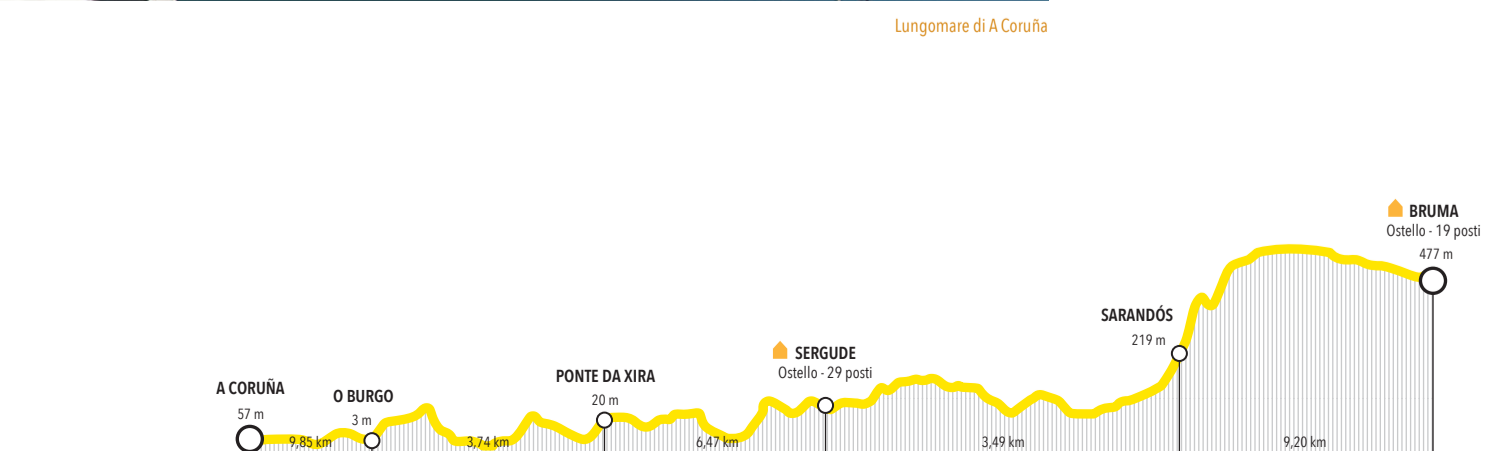 Lungomare di A Coruña
A CORUÑA
57 m
9,85 km
O BURGO
3 m
3,74 km
PONTE DA XIRA
20 m
6,47 km
SERGUDE
Ostello - 29 posti
3,49 km
SARANDÓS
219 m
9,20 km
BRUMA
Ostello - 19 posti
477 m